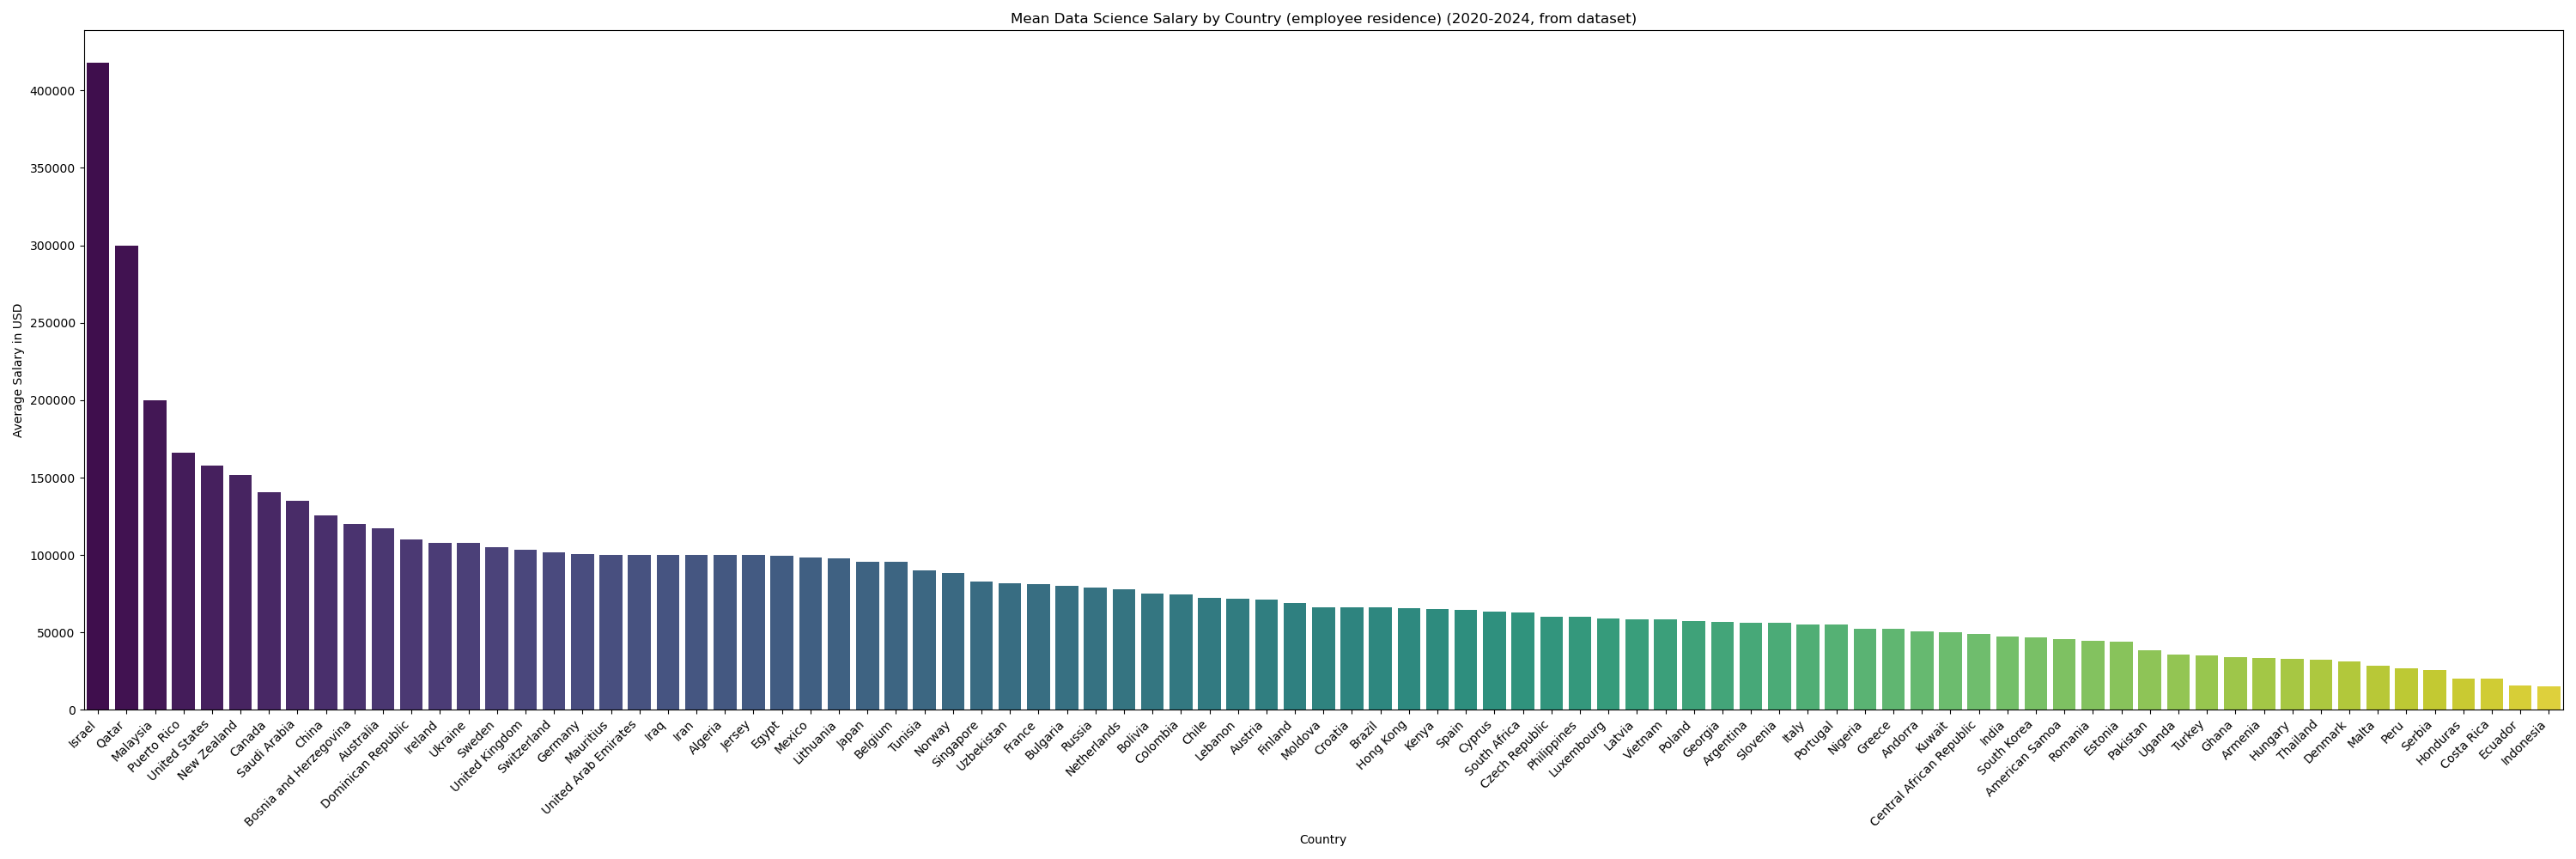 Mean Data Science Salary by Country (employee residence) (2020-2024, from dataset)
400000
350000
300000
250000
200000
150000
100000
50000
0
Average Salary in USD
Israel
Qatar
Malaysia
Puerto Rico
United States
New Zealand
Canada
Saudi Arabia
China
Bosnia and Herzegovina
Australia
Dominican Republic
Ireland
Ukraine
Sweden
United Kingdom
Switzerland
Germany
Mauritius
United Arab Emirates
Iraq
Iran
Algeria
Jersey
Egypt
Mexico
Lithuania
Japan
Belgium
Tunisia
Norway
Singapore
Uzbekistan
France
Bulgaria
Russia
Netherlands
Bolivia
Colombia
Chile
Lebanon
Austria
Finland
Moldova
Croatia
Brazil
Hong Kong
Kenya
Spain
Cyprus
South Africa
Czech Republic
Philippines
Luxembourg
Latvia
Vietnam
Poland
Georgia
Argentina
Slovenia
Italy
Portugal
Nigeria
Greece
Andorra
Kuwait
Central African Republic
India
South Korea
American Samoa
Romania
Estonia
Pakistan
Uganda
Turkey
Ghana
Armenia
Hungary
Thailand
Denmark
Malta
Peru
Serbia
Honduras
Costa Rica
Ecuador
Indonesia
Country